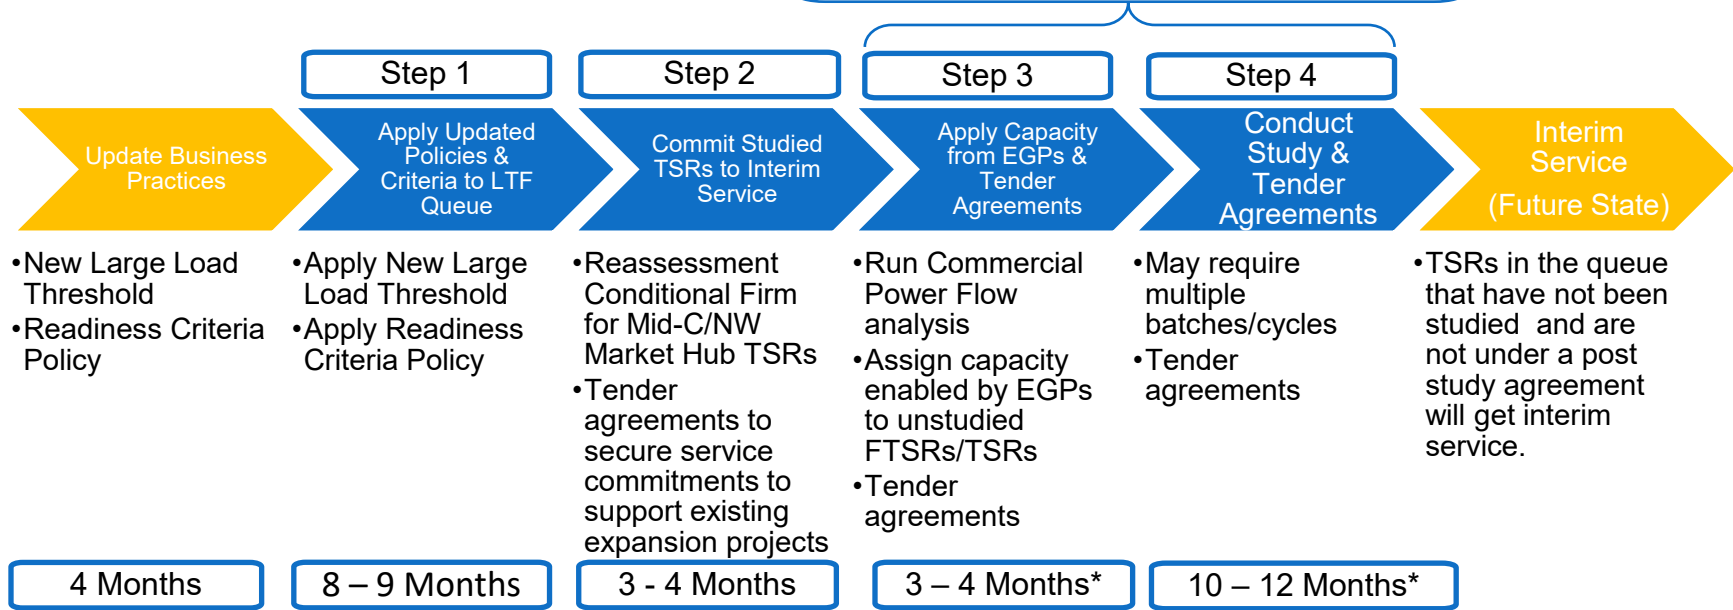 Step 1
Step 2
Step 3
Step 4
Update Business
Practices
Apply Updated
Policies &
Criteria to LTF
Queue
Commit Studied
TSRs to Interim
Service
Apply Capacity
from EGPs &
Tender
Agreements
Conduct
Study &
Tender
Agreements
Interim
Service
(Future State)
•New Large Load
Threshold
•Readiness Criteria
Policy
•Apply New Large
Load Threshold
•Apply Readiness
Criteria Policy
•Reassessment
Conditional Firm
for Mid-C/NW
Market Hub TSRs
•Tender
agreements to
secure service
commitments to
support existing
expansion projects
•Run Commercial
Power Flow
analysis
•Assign capacity
enabled by EGPs
to unstudied
FTSRs/TSRs
•Tender
agreements
•May require
multiple
batches/cycles
•Tender
agreements
•TSRs in the queue
that have not been
studied and are
not under a post
study agreement
will get interim
service.
4 Months
8 – 9 Months
3 - 4 Months
3 – 4 Months*
10 – 12 Months*